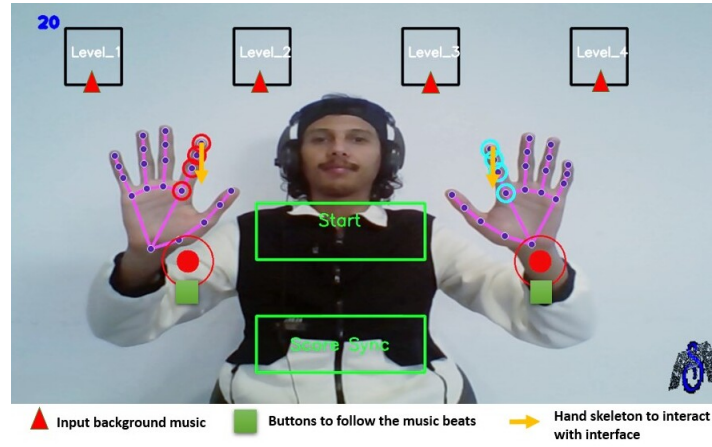 20
Level_1
Level_2
Level_3
Level_4
Start
Score Sync
Input background music
Buttons to follow the music beats
Hand skeleton to interact
with interface